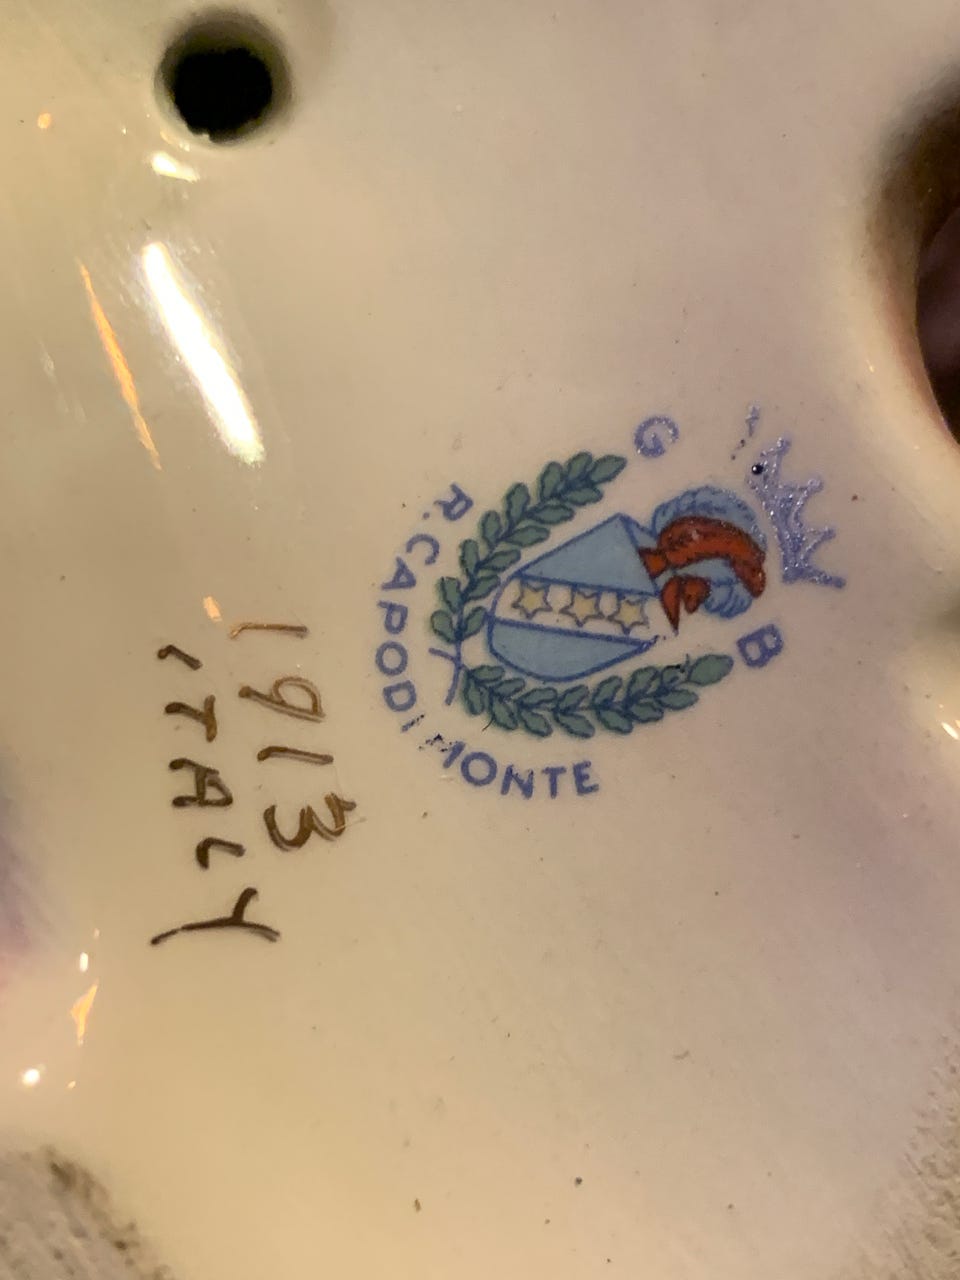 G B
R. CAPODIMONTE
1913
ITALY